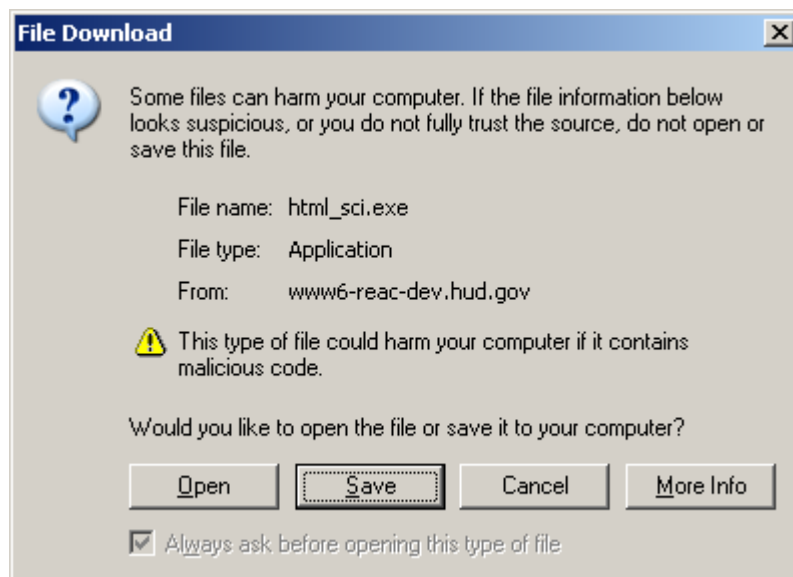 File Download
Some files can harm your computer. If the file information below
looks suspicious, or you do not fully trust the source, do not open or
save this file.
File name: html_sci.exe
File type: Application
From: www6-reac-dev.hud.gov
This type of file could harm your computer if it contains
malicious code.
Would you like to open the file or save it to your computer?
Open Save Cancel More Info
Always ask before opening this type of file